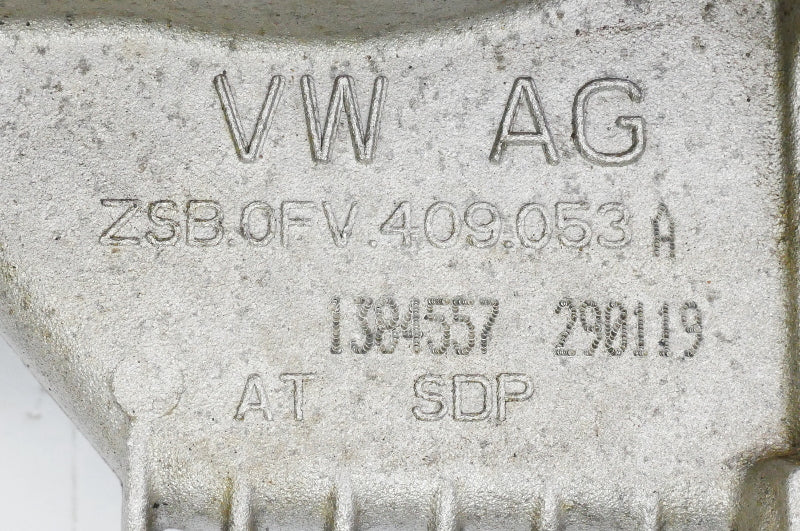 VW AG
ZSB.0FV.409.053 A
1384557 290119
AT SDP